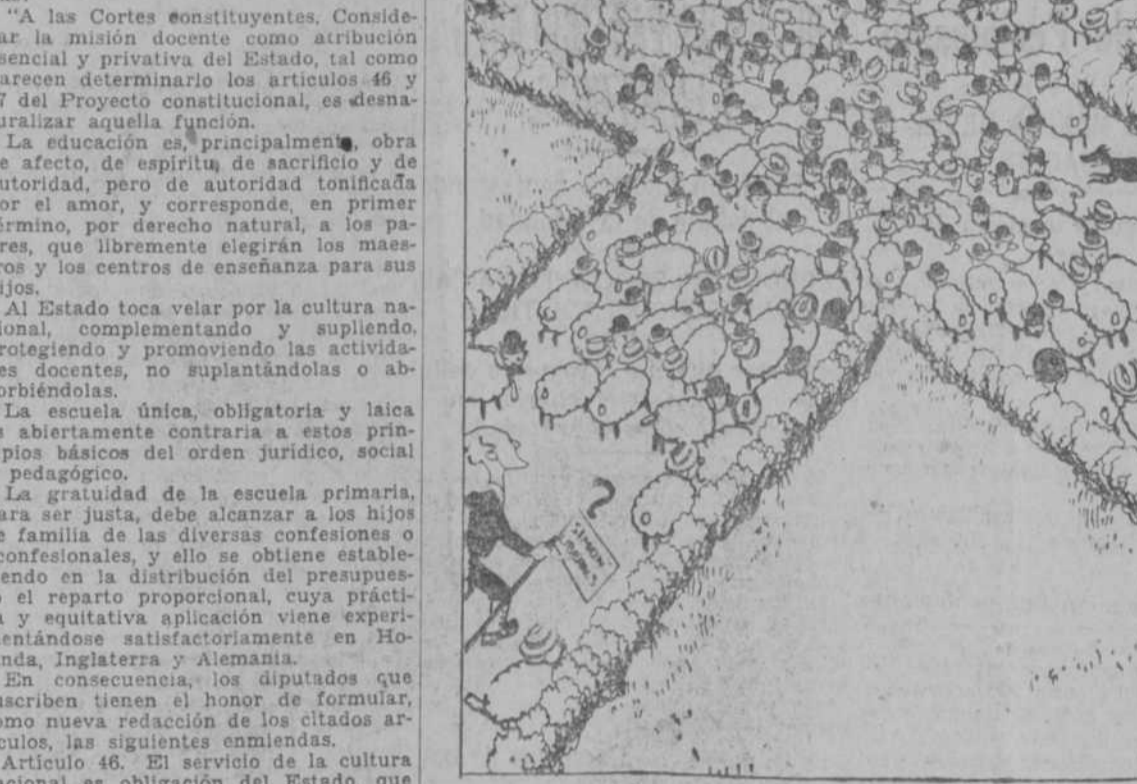 "A las Cortes constituyentes. Conside-
ar la misión docente como atribución
sencial y privativa del Estado, tal como
arecen determinarlo los artículos 46 y
7 del Proyecto constitucional, es desna-
uralizar aquella función.
La educación es, principalmente, obra
e afecto, de espíritu de sacrificio y de
utoridad, pero de autoridad tonificada
or el amor, y corresponde, en primer
érmino, por derecho natural, a los pa-
res, que libremente elegirán los maes-
ros y los centros de enseñanza para sus
ijos.
Al Estado toca velar por la cultura na-
ional, complementando y supliendo,
rotegiendo y promoviendo las activida-
es docentes, no suplantándolas o ab-
orbiéndolas.
La escuela única, obligatoria y laica
s abiertamente contraria a estos prin-
pios básicos del orden jurídico, social
pedagógico.
La gratuidad de la escuela primaria,
ara ser justa, debe alcanzar a los hijos
e familia de las diversas confesiones o
confesionales, y ello se obtiene estable-
endo en la distribución del presupues-
o el reparto proporcional, cuya prácti-
a y equitativa aplicación viene experi-
entándose satisfactoriamente en Ho-
nda, Inglaterra y Alemania.
En consecuencia, los diputados que
uscriben tienen el honor de formular,
omo nueva redacción de los citados ar-
culos, las siguientes enmiendas.
Artículo 46. El servicio de la cultura
acional es obligación del Estado que